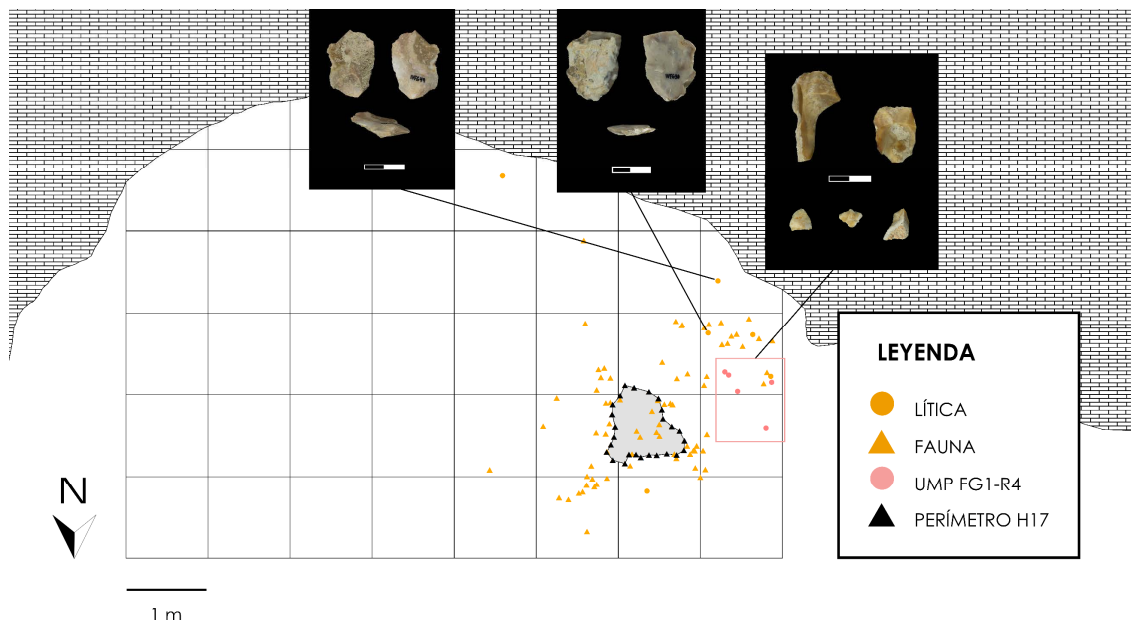 LEYENDA
LÍTICA
FAUNA
UMP FG1-R4
PERÍMETRO H17
N
1 m